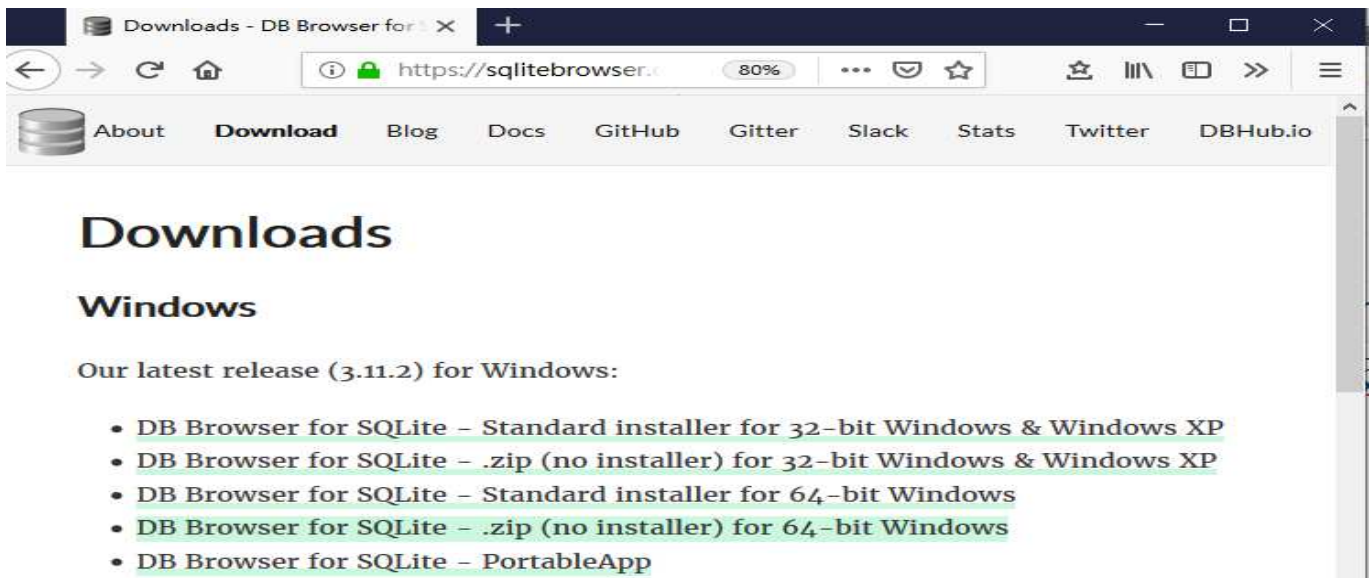 Downloads - DB Browser for
https://sqlitebrowser. 80%
About Download Blog Docs GitHub Gitter Slack Stats Twitter DBHub.io
Downloads
Windows
Our latest release (3.11.2) for Windows:
• DB Browser for SQLite - Standard installer for 32-bit Windows & Windows XP
• DB Browser for SQLite - .zip (no installer) for 32-bit Windows & Windows XP
• DB Browser for SQLite - Standard installer for 64-bit Windows
• DB Browser for SQLite - .zip (no installer) for 64-bit Windows
• DB Browser for SQLite - PortableApp